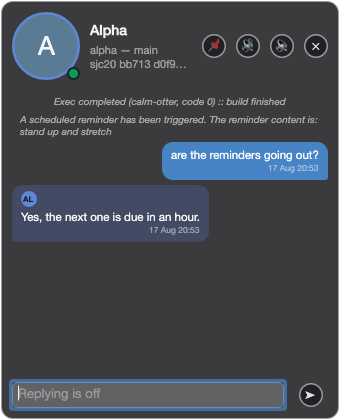 A
Alpha
alpha — main
sjc20 bb713 d0f9…
Exec completed (calm-otter, code 0) :: build finished
A scheduled reminder has been triggered. The reminder content is:
stand up and stretch
are the reminders going out?
17 Aug 20:53
AL
Yes, the next one is due in an hour.
17 Aug 20:53
Replying is off